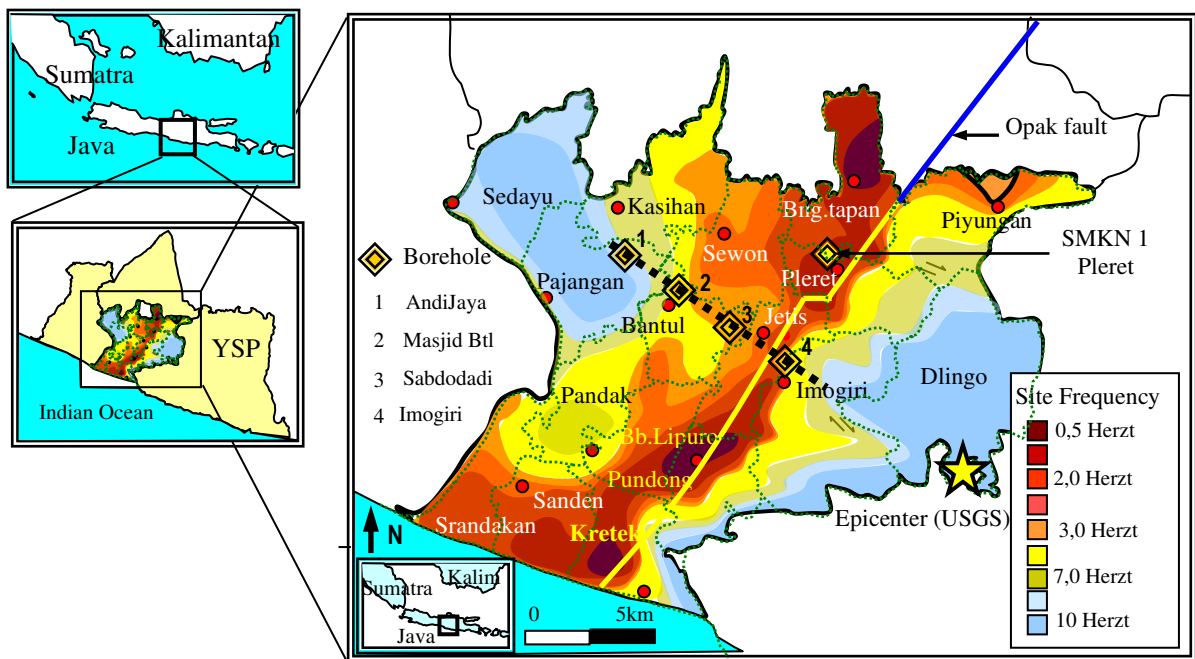 Kalimantan
Sumatra
Java
YSP
Indian Ocean
Opak fault
Sedayu
Kasihan
Bng.tapan
Piyungan
SMKN 1
Pleret
Borehole
1 AndiJaya
2 Masjid Btl
3 Sabdodadi
4 Imogiri
1
Sewon
Pajangan
2
Pleret
Bantul
3
Jetis
4
Imogiri
Dlingo
Pandak
Bb.Lipuro
Pundong
Sanden
Srandakan
Kretek
Epicenter (USGS)
Site Frequency
0,5 Herzt
2,0 Herzt
3,0 Herzt
7,0 Herzt
10 Herzt
N
Kalim
Sumatra
Java
0 5km